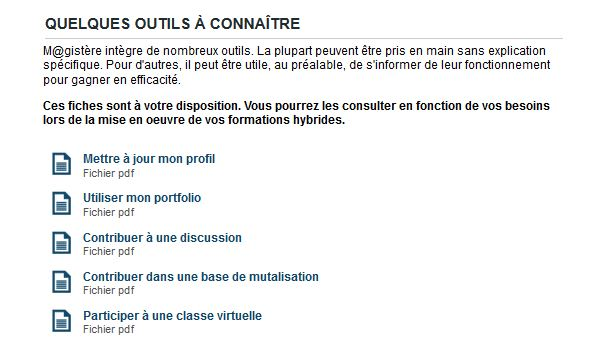 QUELQUES OUTILS À CONNAÎTRE
M@gistère intègre de nombreux outils. La plupart peuvent être pris en main sans explication
spécifique. Pour d'autres, il peut être utile, au préalable, de s'informer de leur fonctionnement
pour gagner en efficacité.
Ces fiches sont à votre disposition. Vous pourrez les consulter en fonction de vos besoins
lors de la mise en oeuvre de vos formations hybrides.
Mettre à jour mon profil
Fichier pdf
Utiliser mon portfolio
Fichier pdf
Contribuer à une discussion
Fichier pdf
Contribuer dans une base de mutalisation
Fichier pdf
Participer à une classe virtuelle
Fichier pdf